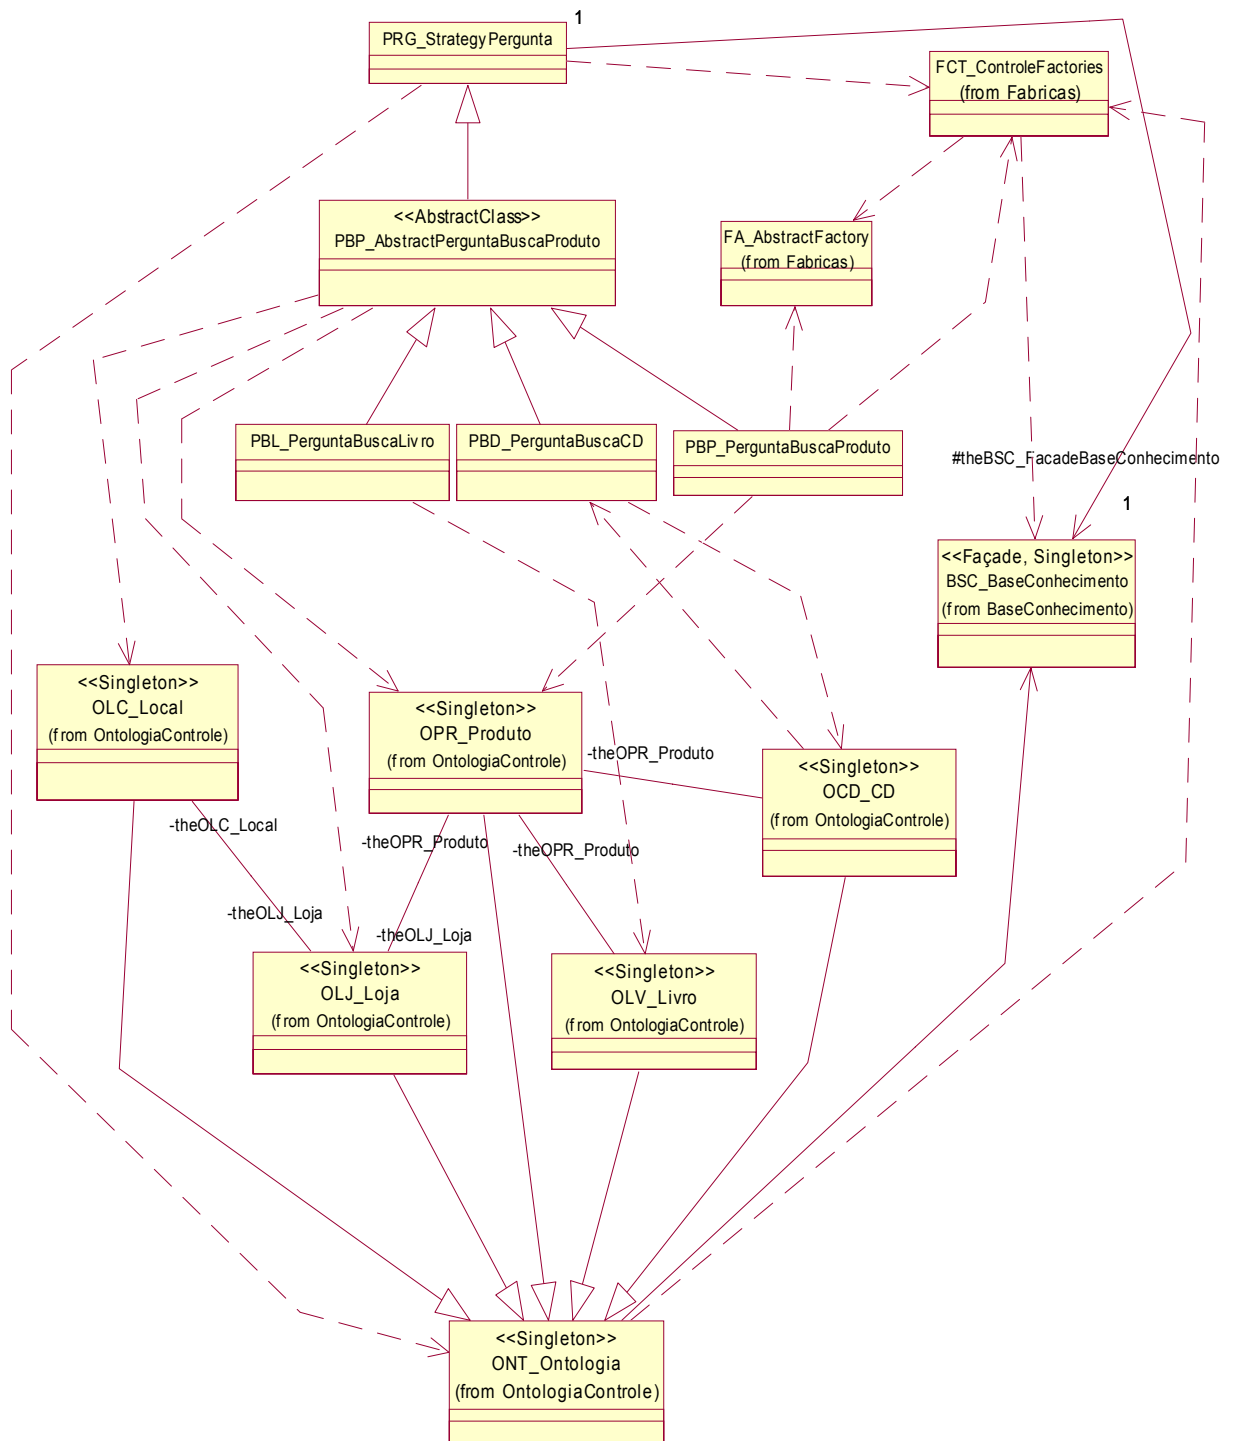 1
PRG_StrategyPergunta
FCT_ControleFactories
(from Fabricas)
<<AbstractClass>>
PBP_AbstractPerguntaBuscaProduto
FA_AbstractFactory
(from Fabricas)
PBL_PerguntaBuscaLivro
PBD_PerguntaBuscaCD
PBP_PerguntaBuscaProduto
#theBSC_FacadeBaseConhecimento
1
<<Façade, Singleton>>
BSC_BaseConhecimento
(from BaseConhecimento)
<<Singleton>>
OLC_Local
(from OntologiaControle)
<<Singleton>>
OPR_Produto
(from OntologiaControle)
-theOPR_Produto
<<Singleton>>
OCD_CD
(from OntologiaControle)
-theOLC_Local
-theOPR_Produto
-theOPR_Produto
-theOLJ_Loja
-theOLJ_Loja
<<Singleton>>
OLJ_Loja
(from OntologiaControle)
<<Singleton>>
OLV_Livro
(from OntologiaControle)
<<Singleton>>
ONT_Ontologia
(from OntologiaControle)